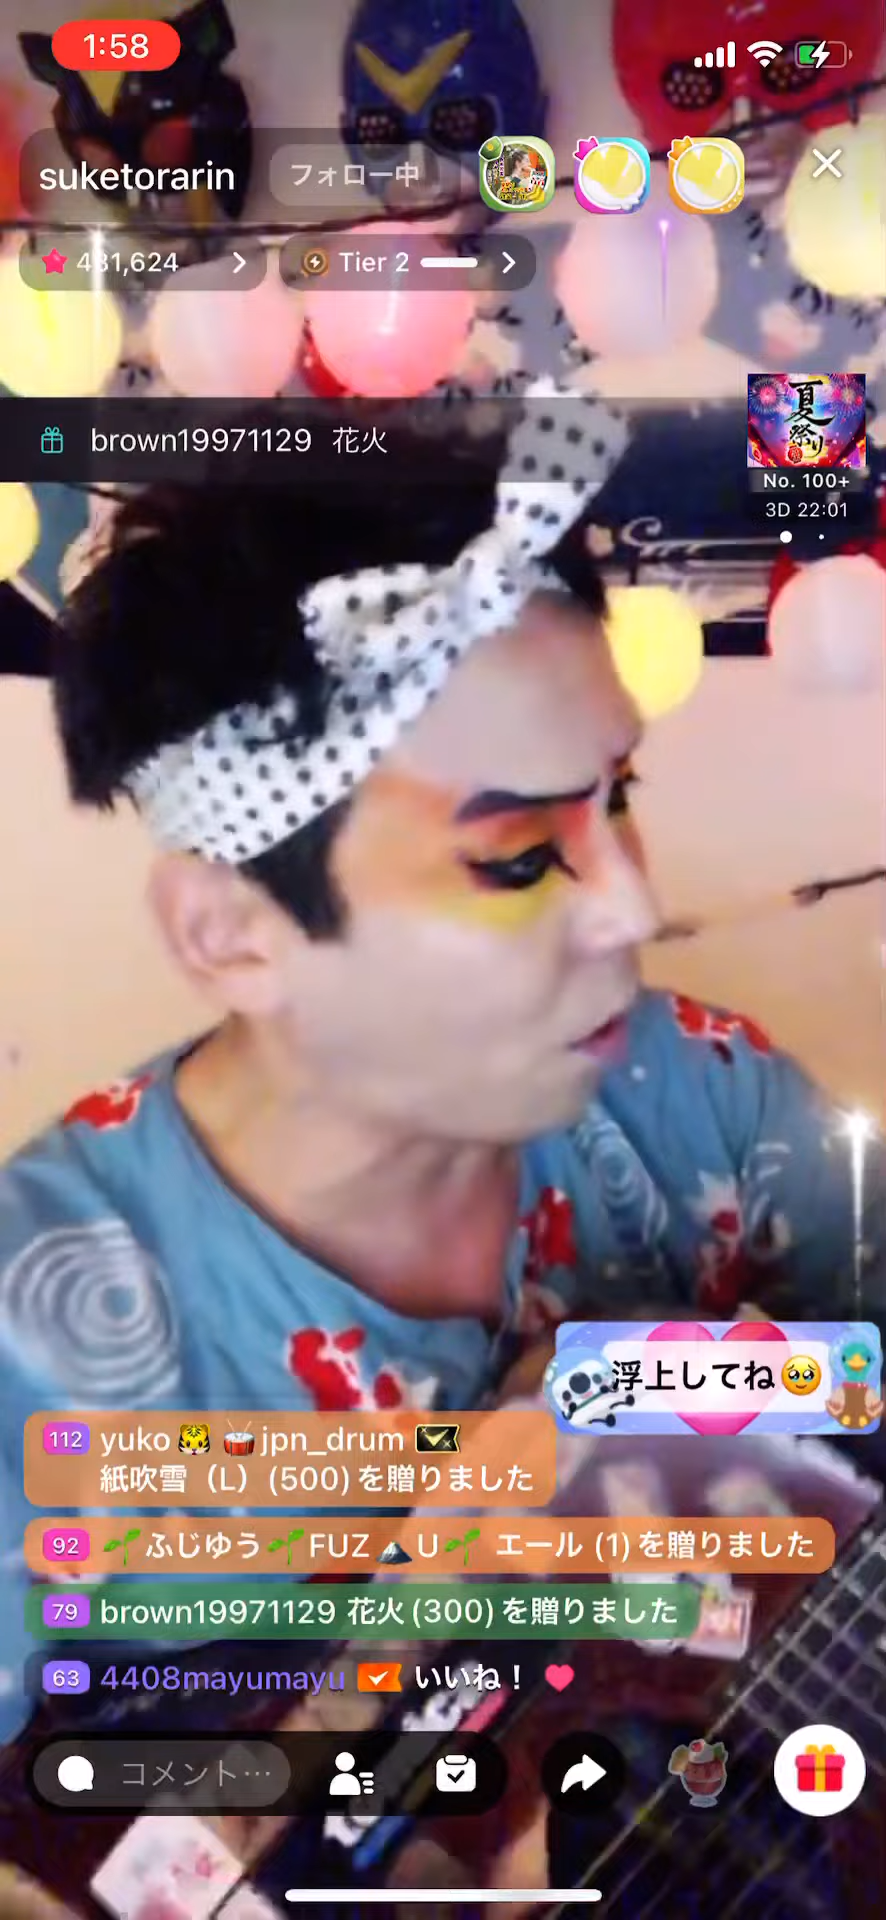 1:58
suketorarin
フォロー中
481,624
Tier 2
brown19971129 花火
夏祭り
No. 100+
3D 22:01
浮上してね🥺
112 yuko🐯🥁jpn_drum
紙吹雪（L）(500)を贈りました
92 🌱ふじゆう🌱FUZ🗻U🌱 エール (1)を贈りました
79 brown19971129 花火(300)を贈りました
63 4408mayumayu いいね！
コメント…